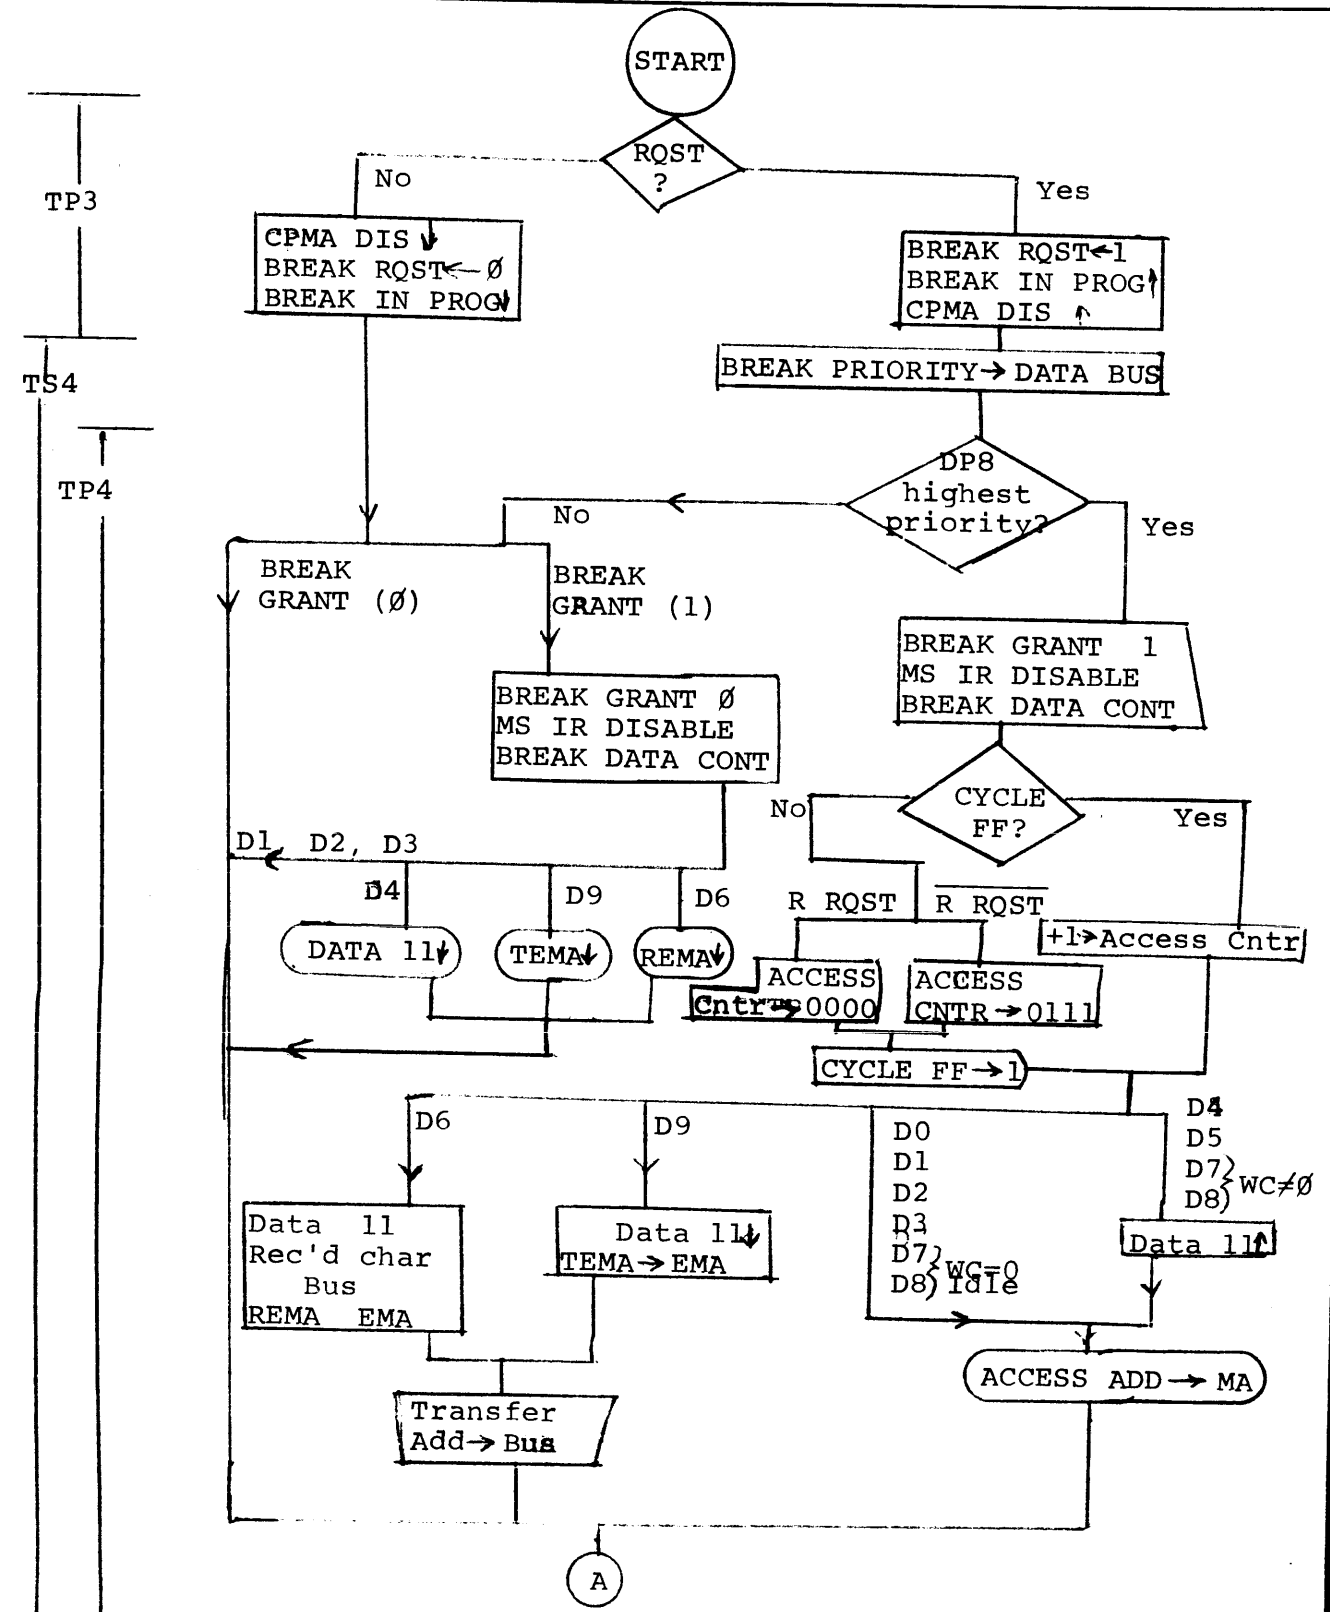 START
RQST
?
No
Yes
TP3
CPMA DIS ↓
BREAK RQST←Ø
BREAK IN PROG↓
BREAK RQST←1
BREAK IN PROG↑
CPMA DIS ↑
BREAK PRIORITY→DATA BUS
TS4
TP4
DP8
highest
priority?
No
Yes
BREAK
GRANT (Ø)
BREAK
GRANT (1)
BREAK GRANT 1
MS IR DISABLE
BREAK DATA CONT
BREAK GRANT Ø
MS IR DISABLE
BREAK DATA CONT
CYCLE
FF?
No
Yes
D1, D2, D3
D4
D9
D6
R RQST
R RQST
+1→Access Cntr
DATA 11↓
TEMA↓
REMA↓
ACCESS
Cntr→0000
ACCESS
CNTR→0111
CYCLE FF→1
D6
D9
D0
D1
D2
D3
D7
D8
} WC=0
Idle
D4
D5
D7
D8
} WC≠Ø
Data 11
Rec'd char
Bus
REMA EMA
Data 11↓
TEMA→EMA
Data 11↑
ACCESS ADD→MA
Transfer
Add→Bus
A